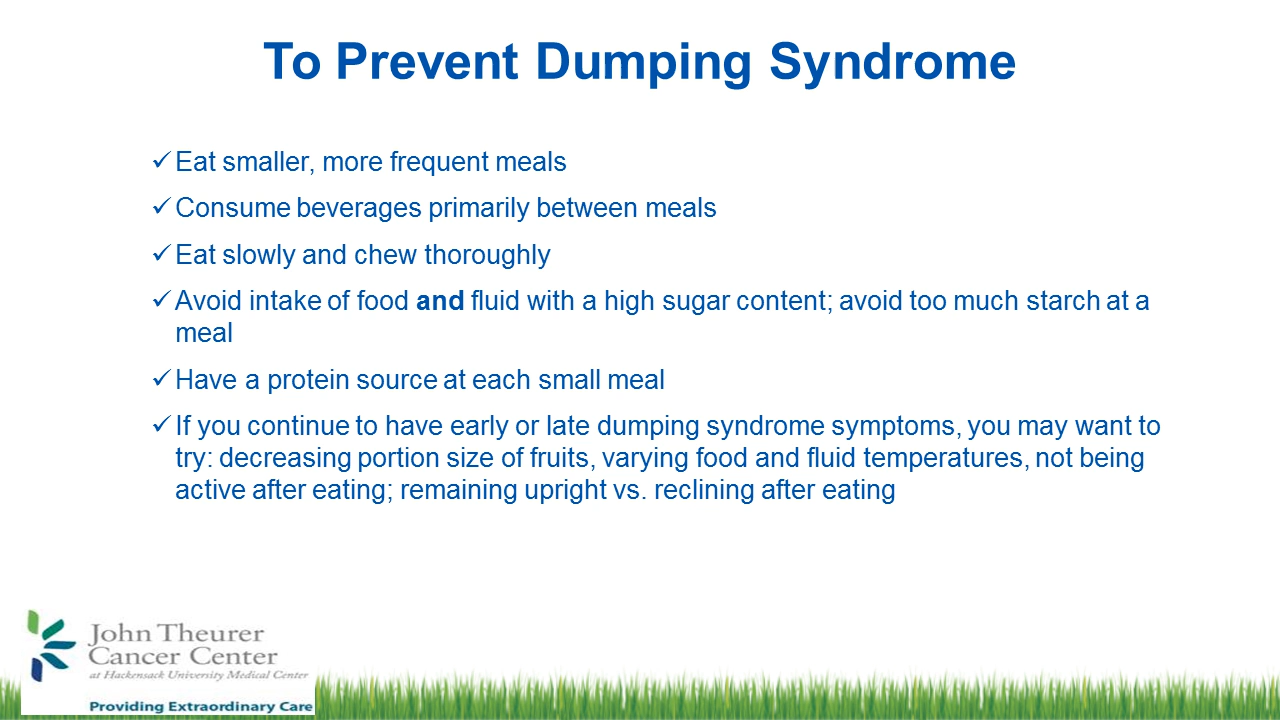 To Prevent Dumping Syndrome
✓ Eat smaller, more frequent meals
✓ Consume beverages primarily between meals
✓ Eat slowly and chew thoroughly
✓ Avoid intake of food and fluid with a high sugar content; avoid too much starch at a
meal
✓ Have a protein source at each small meal
✓ If you continue to have early or late dumping syndrome symptoms, you may want to
try: decreasing portion size of fruits, varying food and fluid temperatures, not being
active after eating; remaining upright vs. reclining after eating
John Theurer
Cancer Center
at Hackensack University Medical Center
Providing Extraordinary Care